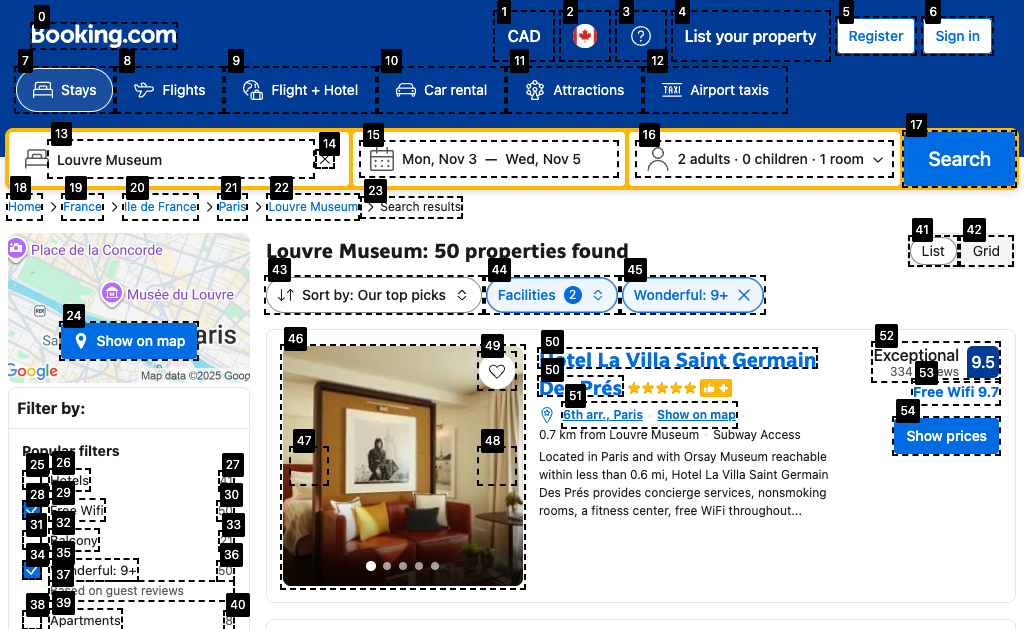 0 1 2 3 4 5 6
Booking.com CAD List your property Register Sign in
7 8 9 10 11 12
Stays Flights Flight + Hotel Car rental Attractions TAXI Airport taxis
13 14 15 16 17
Louvre Museum Mon, Nov 3 — Wed, Nov 5 2 adults · 0 children · 1 room Search
18 19 20 21 22 23
Home France Ile de France Paris Louvre Museum Search results
Place de la Concorde
Musée du Louvre
24
Show on map
Google Map data ©2025
Louvre Museum: 50 properties found
41 42
List Grid
43 44 45
Sort by: Our top picks Facilities 2 Wonderful: 9+
Filter by:
Popular filters
25 26 27
Hotels
28 29 30
Free Wifi 50
31 32 33
Balcony
34 35 36
Wonderful: 9+ 50
37
Based on guest reviews
38 39 40
Apartments 8
46 47 48 49
50
Hotel La Villa Saint Germain
50
Des Prés
51
6th arr., Paris Show on map
0.7 km from Louvre Museum · Subway Access
Located in Paris and with Orsay Museum reachable
within less than 0.6 mi, Hotel La Villa Saint Germain
Des Prés provides concierge services, nonsmoking
rooms, a fitness center, free WiFi throughout...
52
Exceptional 9.5
334
53
Free Wifi 9.7
54
Show prices